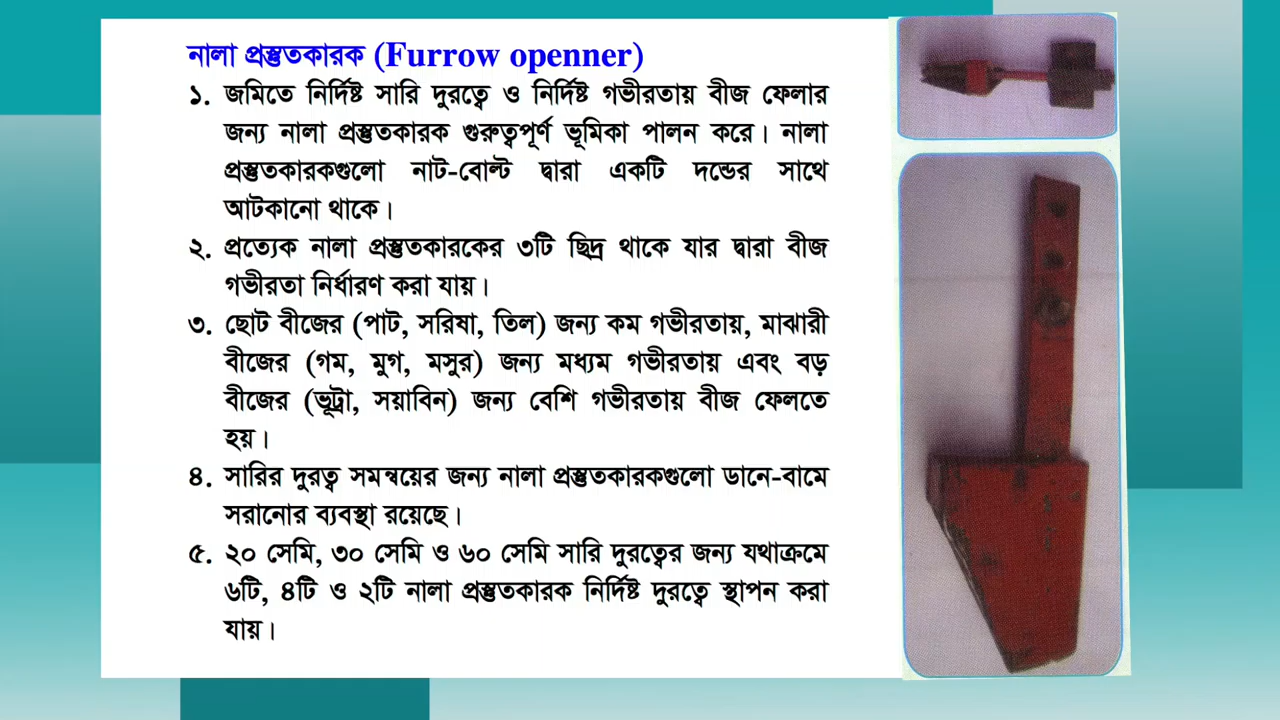 নালা প্রস্তুতকারক (Furrow openner)
১. জমিতে নির্দিষ্ট সারি দুরত্বে ও নির্দিষ্ট গভীরতায় বীজ ফেলার
জন্য নালা প্রস্তুতকারক গুরুত্বপূর্ণ ভূমিকা পালন করে। নালা
প্রস্তুতকারকগুলো নাট-বোল্ট দ্বারা একটি দন্ডের সাথে
আটকানো থাকে।
২. প্রত্যেক নালা প্রস্তুতকারকের ৩টি ছিদ্র থাকে যার দ্বারা বীজ
গভীরতা নির্ধারণ করা যায়।
৩. ছোট বীজের (পাট, সরিষা, তিল) জন্য কম গভীরতায়, মাঝারী
বীজের (গম, মুগ, মসুর) জন্য মধ্যম গভীরতায় এবং বড়
বীজের (ভূট্রা, সয়াবিন) জন্য বেশি গভীরতায় বীজ ফেলতে
হয়।
৪. সারির দুরত্ব সমন্বয়ের জন্য নালা প্রস্তুতকারকগুলো ডানে-বামে
সরানোর ব্যবস্থা রয়েছে।
৫. ২০ সেমি, ৩০ সেমি ও ৬০ সেমি সারি দুরত্বের জন্য যথাক্রমে
৬টি, ৪টি ও ২টি নালা প্রস্তুতকারক নির্দিষ্ট দুরত্বে স্থাপন করা
যায়।